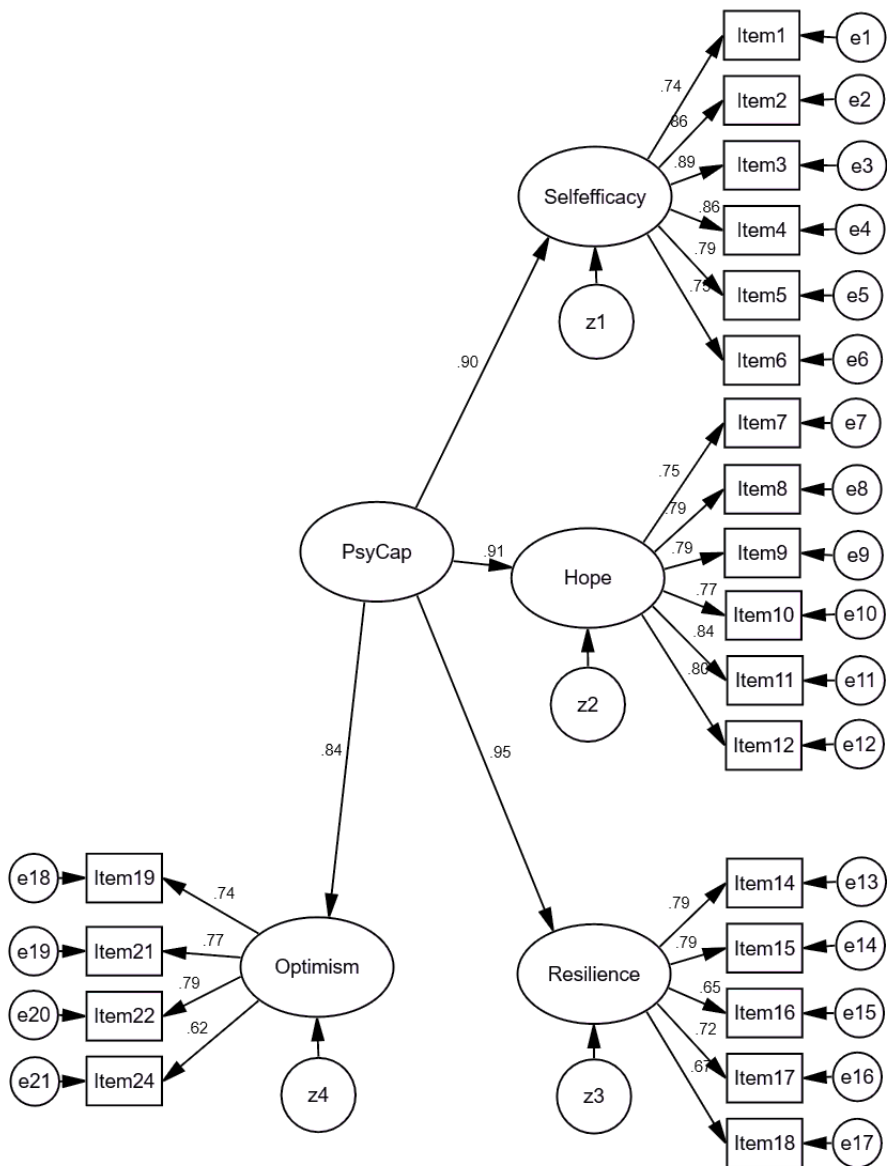 Item1
e1
.74
Item2
e2
.86
Item3
e3
.89
Selfefficacy
Item4
e4
.86
.79
Item5
e5
.75
z1
Item6
e6
.90
Item7
e7
.75
Item8
e8
.79
PsyCap
.91
Hope
.79
Item9
e9
.77
Item10
e10
.84
.80
Item11
e11
z2
Item12
e12
.84
.95
e18
Item19
.74
Item14
e13
.79
e19
Item21
.77
.79
Item15
e14
Optimism
Resilience
.79
.65
e20
Item22
Item16
e15
.62
.72
e21
Item24
.67
Item17
e16
z4
z3
Item18
e17